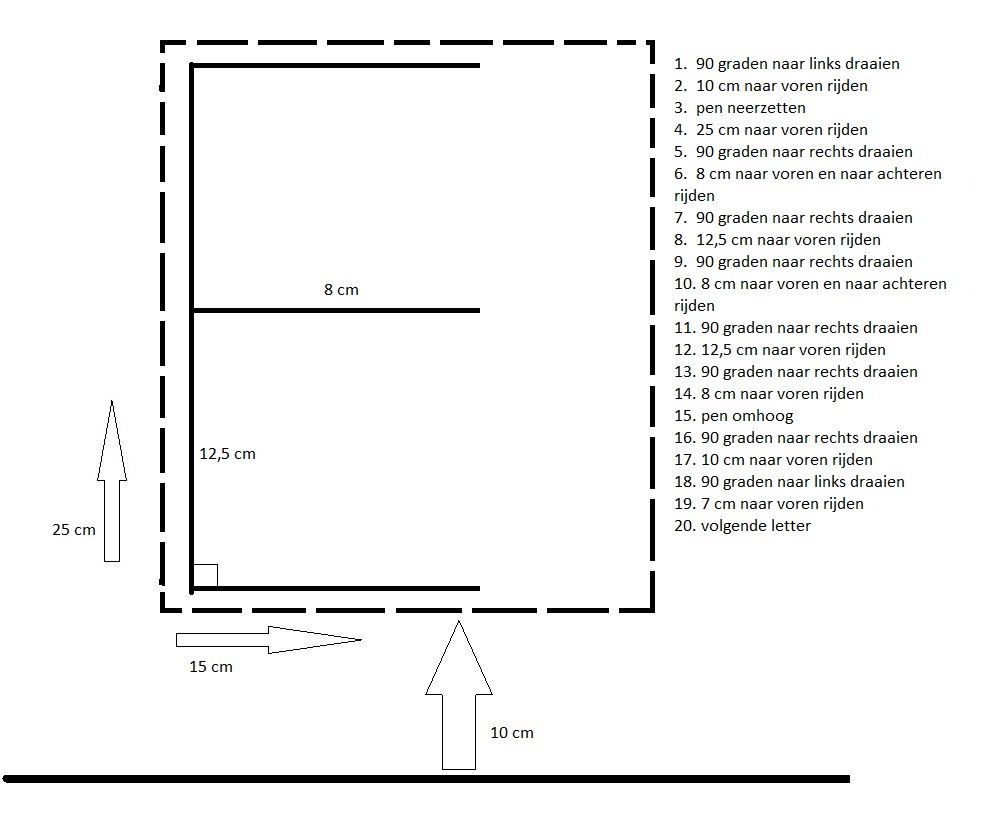 1. 90 graden naar links draaien
2. 10 cm naar voren rijden
3. pen neerzetten
4. 25 cm naar voren rijden
5. 90 graden naar rechts draaien
6. 8 cm naar voren en naar achteren
rijden
7. 90 graden naar rechts draaien
8. 12,5 cm naar voren rijden
9. 90 graden naar rechts draaien
10. 8 cm naar voren en naar achteren
rijden
11. 90 graden naar rechts draaien
12. 12,5 cm naar voren rijden
13. 90 graden naar rechts draaien
14. 8 cm naar voren rijden
15. pen omhoog
16. 90 graden naar rechts draaien
17. 10 cm naar voren rijden
18. 90 graden naar links draaien
19. 7 cm naar voren rijden
20. volgende letter
8 cm
12,5 cm
25 cm
15 cm
10 cm